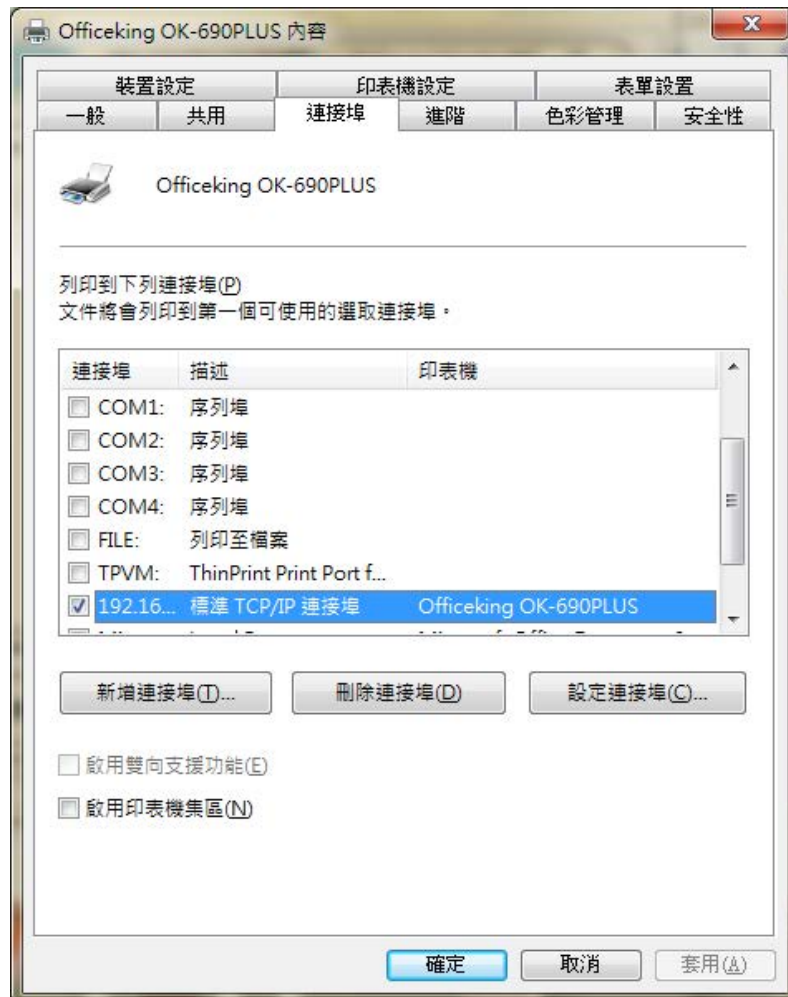 Officeking OK-690PLUS 內容
裝置設定 印表機設定 表單設置
一般 共用 連接埠 進階 色彩管理 安全性
Officeking OK-690PLUS
列印到下列連接埠(P)
文件將會列印到第一個可使用的選取連接埠。
連接埠 描述 印表機
COM1: 序列埠
COM2: 序列埠
COM3: 序列埠
COM4: 序列埠
FILE: 列印至檔案
TPVM: ThinPrint Print Port f...
192.16... 標準 TCP/IP 連接埠 Officeking OK-690PLUS
新增連接埠(T)... 刪除連接埠(D) 設定連接埠(C)...
啟用雙向支援功能(E)
啟用印表機集區(N)
確定 取消 套用(A)